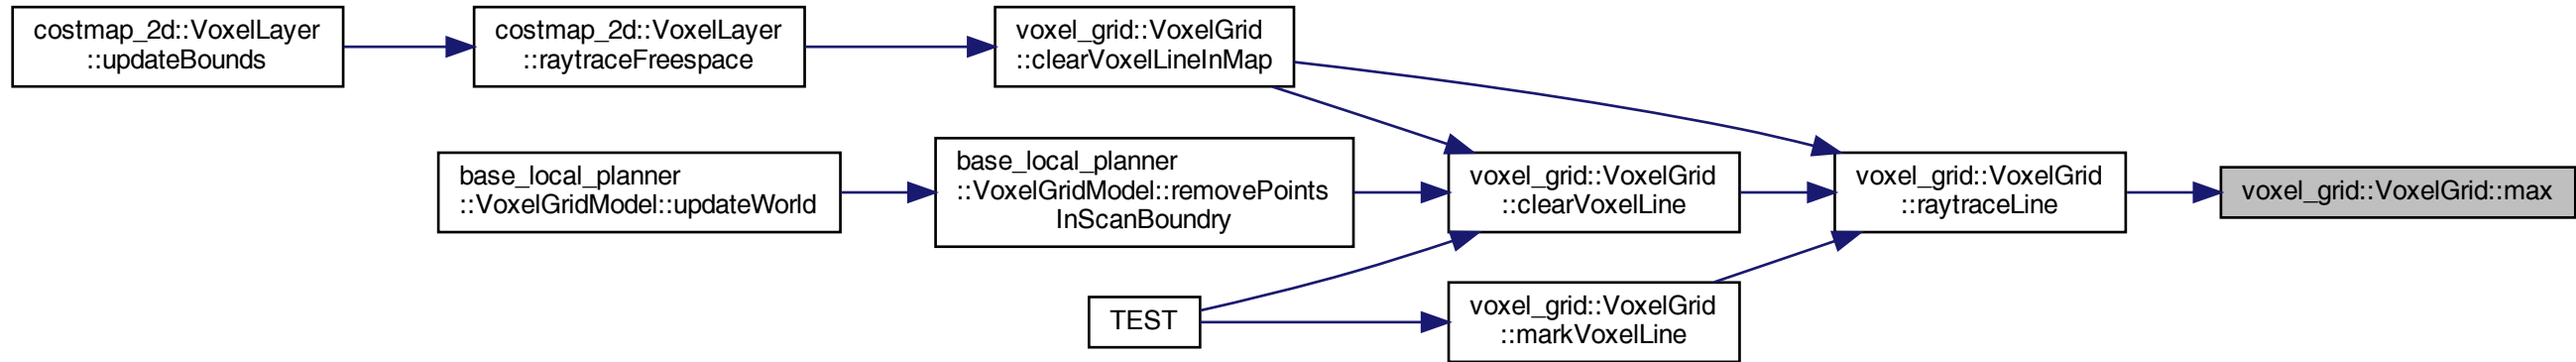 costmap_2d::VoxelLayer
::updateBounds
costmap_2d::VoxelLayer
::raytraceFreespace
voxel_grid::VoxelGrid
::clearVoxelLineInMap
base_local_planner
::VoxelGridModel::updateWorld
base_local_planner
::VoxelGridModel::removePoints
InScanBoundry
voxel_grid::VoxelGrid
::clearVoxelLine
voxel_grid::VoxelGrid
::raytraceLine
voxel_grid::VoxelGrid::max
TEST
voxel_grid::VoxelGrid
::markVoxelLine